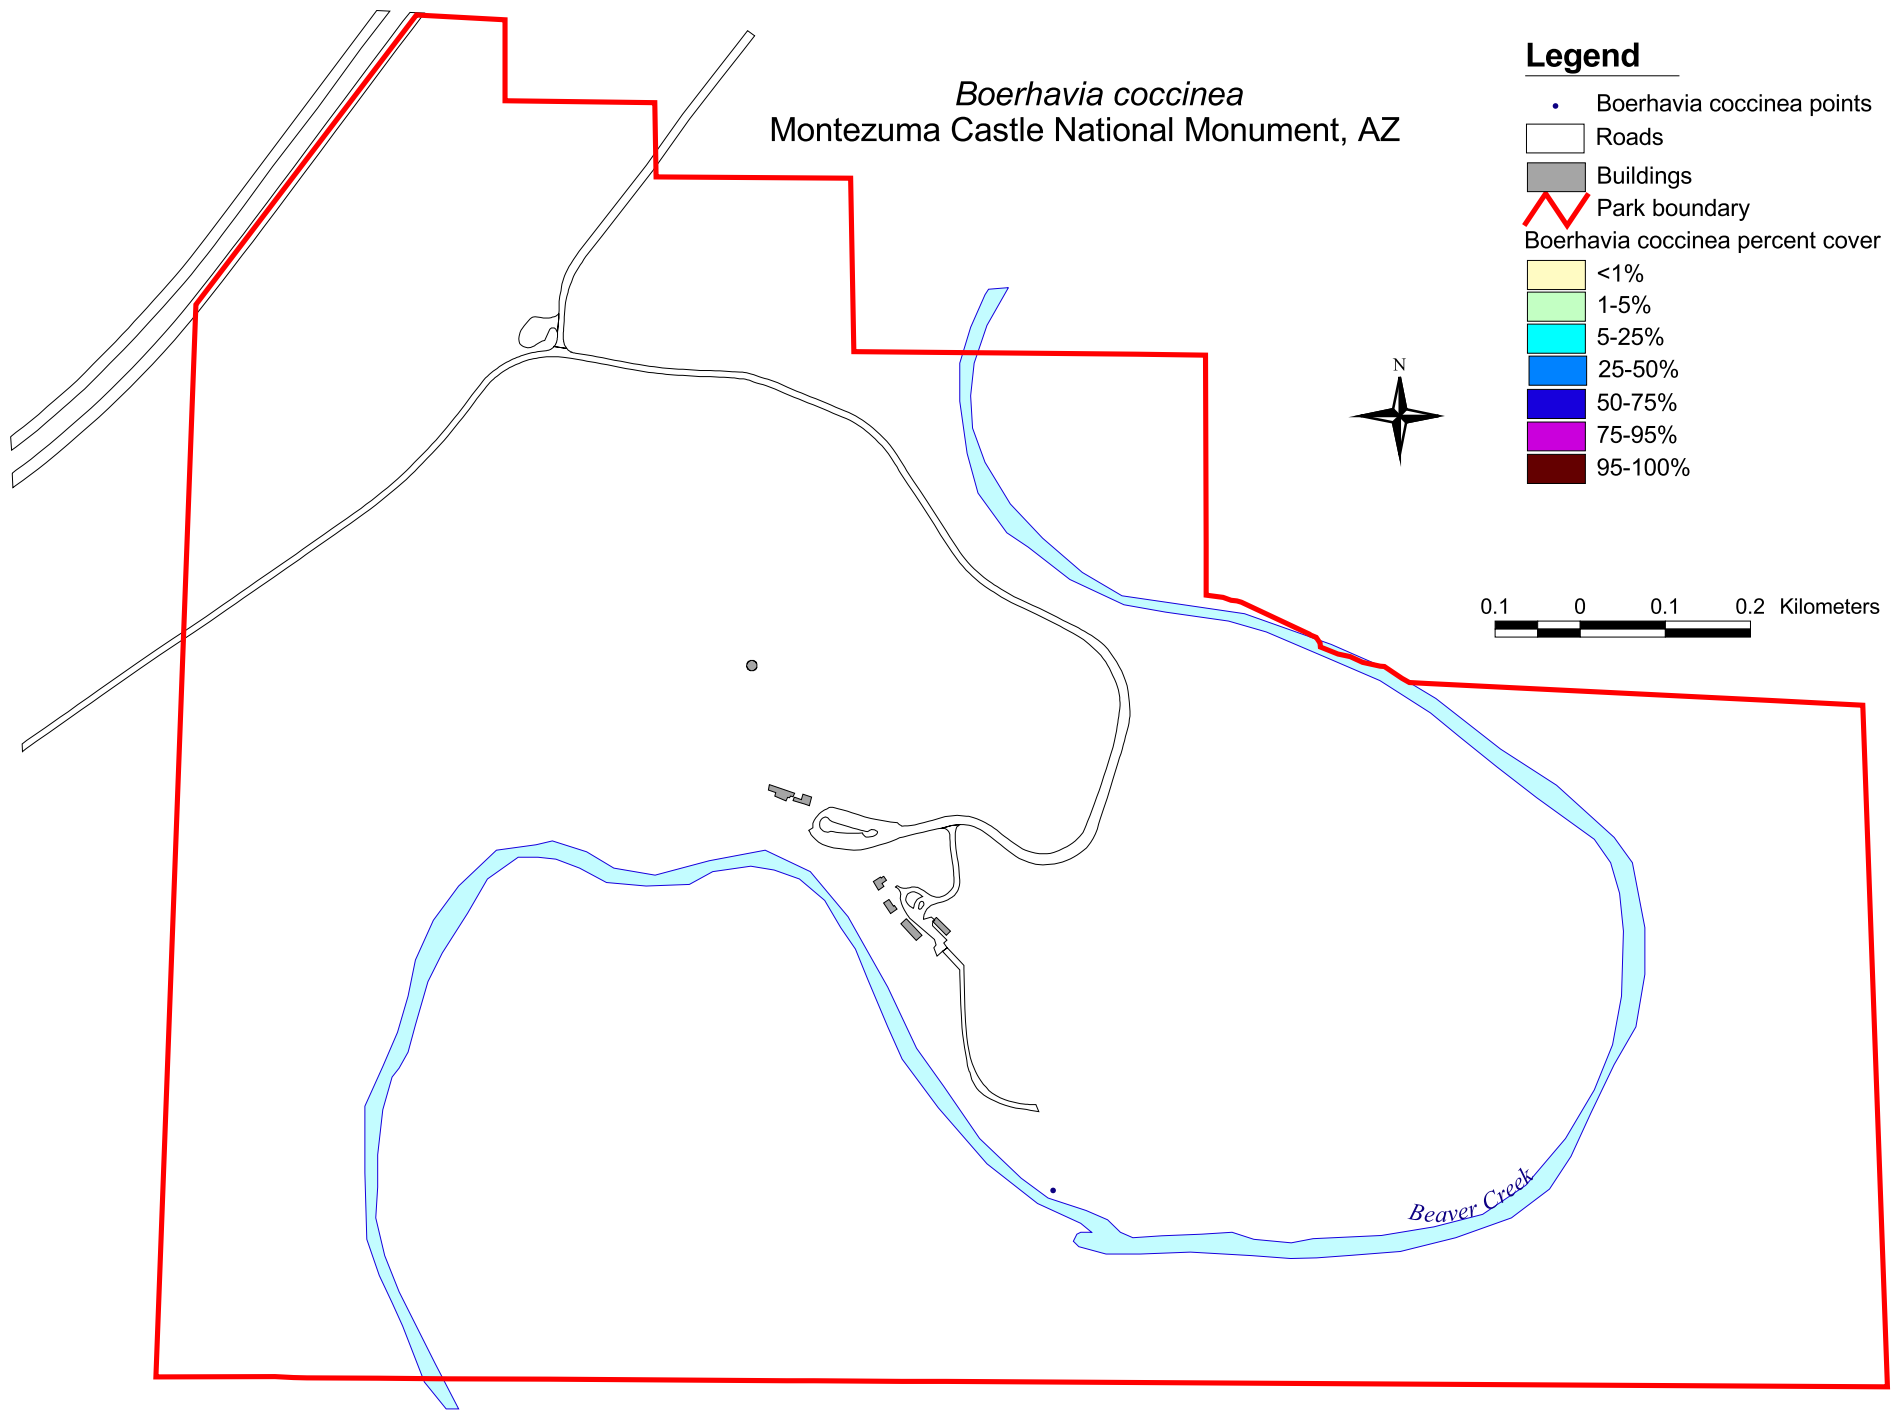 Boerhavia coccinea
Montezuma Castle National Monument, AZ
Legend
Boerhavia coccinea points
Roads
Buildings
Park boundary
Boerhavia coccinea percent cover
<1%
1-5%
5-25%
25-50%
50-75%
75-95%
95-100%
N
0.1 0 0.1 0.2 Kilometers
Beaver Creek